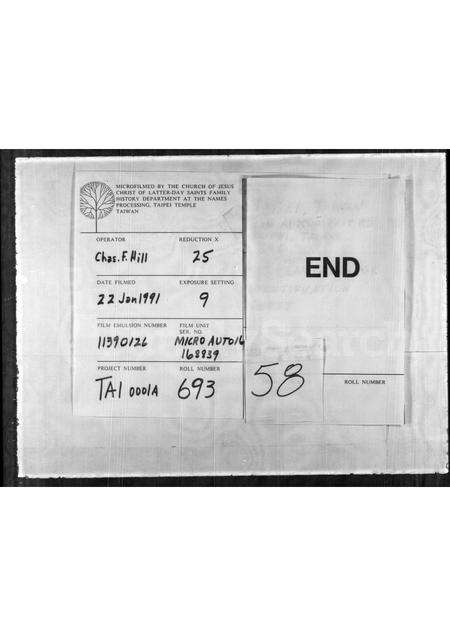 MICROFILMED BY THE CHURCH OF JESUS
CHRIST OF LATTER-DAY SAINTS FAMILY
HISTORY DEPARTMENT AT THE NAMES
PROCESSING, TAIPEI TEMPLE
TAIWAN
OPERATOR
Chas. F. Hill
REDUCTION X
25
DATE FILMED
22 Jan 1991
EXPOSURE SETTING
9
FILM EMULSION NUMBER
11390126
FILM UNIT
SER. NO.
MICRO AUTO16
168839
PROJECT NUMBER
TAI 0001A
ROLL NUMBER
693
END
58
ROLL NUMBER